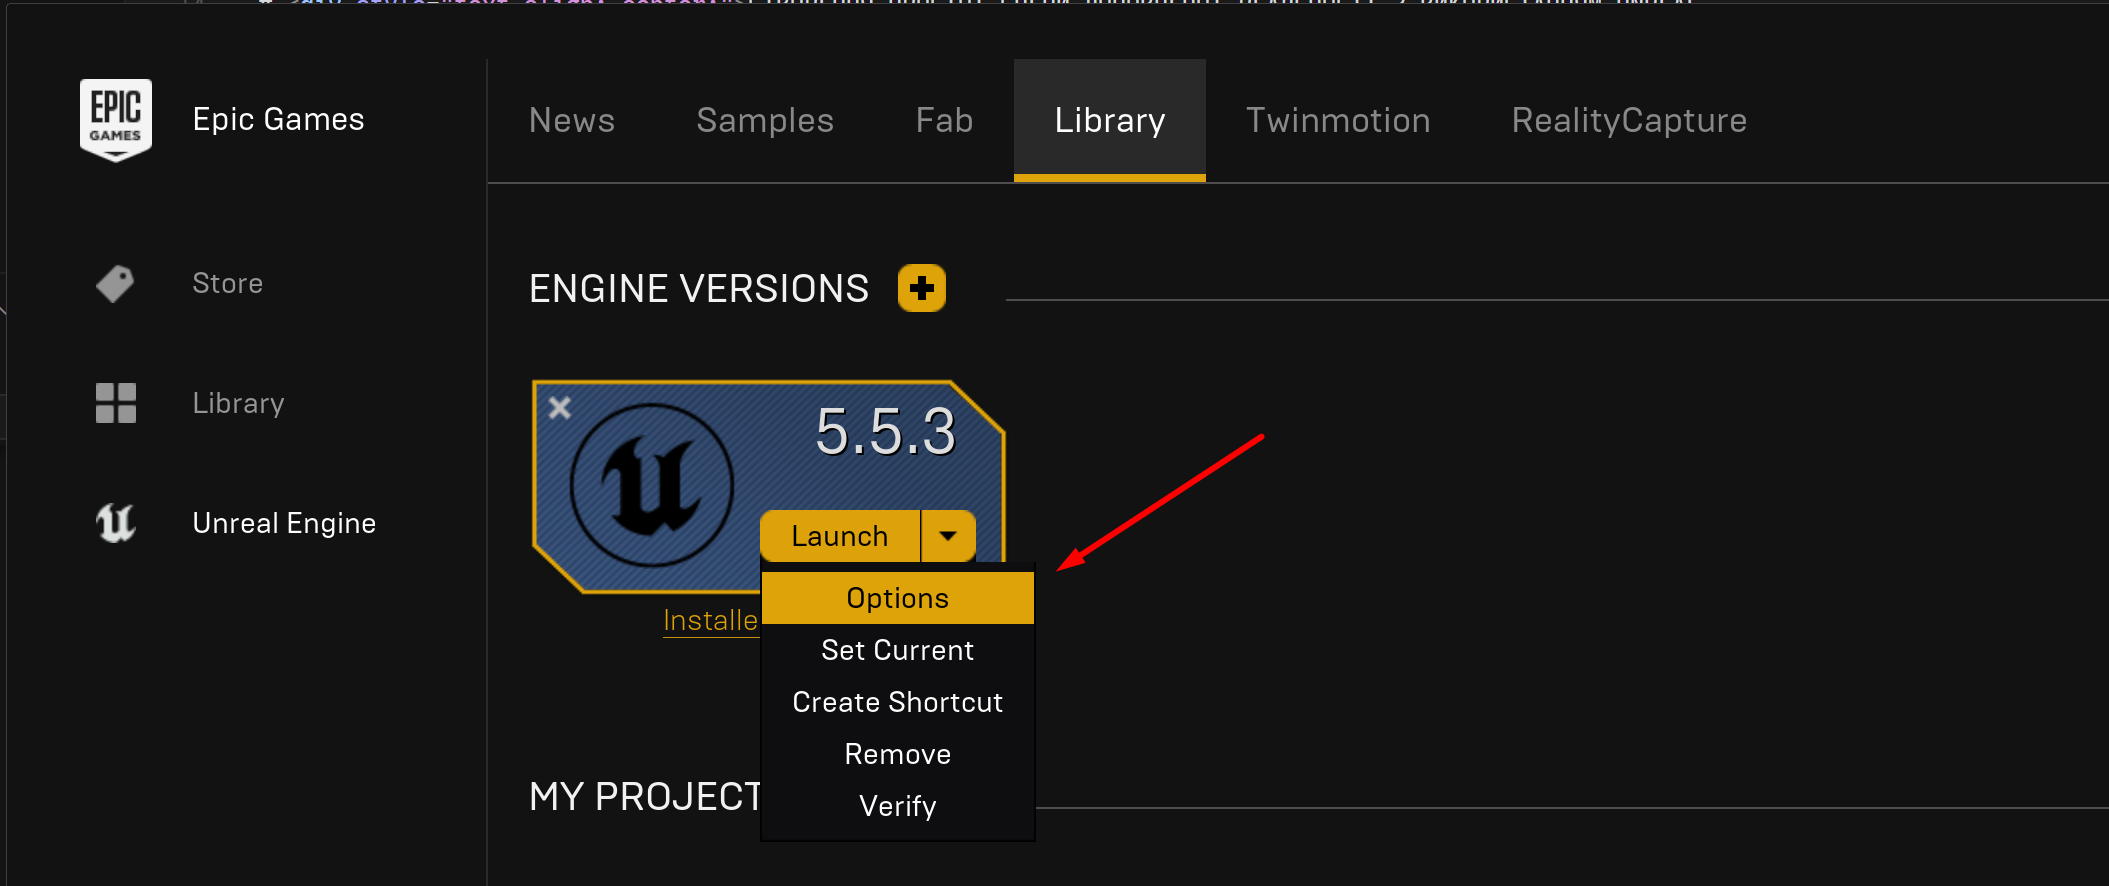 EPIC
GAMES
Epic Games
News
Samples
Fab
Library
Twinmotion
RealityCapture
Store
Library
Unreal Engine
ENGINE VERSIONS
5.5.3
Launch
Options
Set Current
Create Shortcut
Remove
Verify
Installe
MY PROJECT